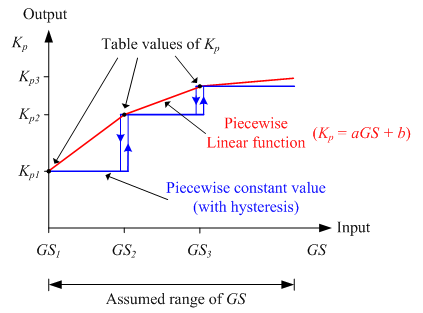 Output
Kp
Table values of Kp
Kp3
Kp2
Piecewise
Linear function (Kp = aGS + b)
Kp1
Piecewise constant value
(with hysteresis)
Input
GS1 GS2 GS3 GS
Assumed range of GS